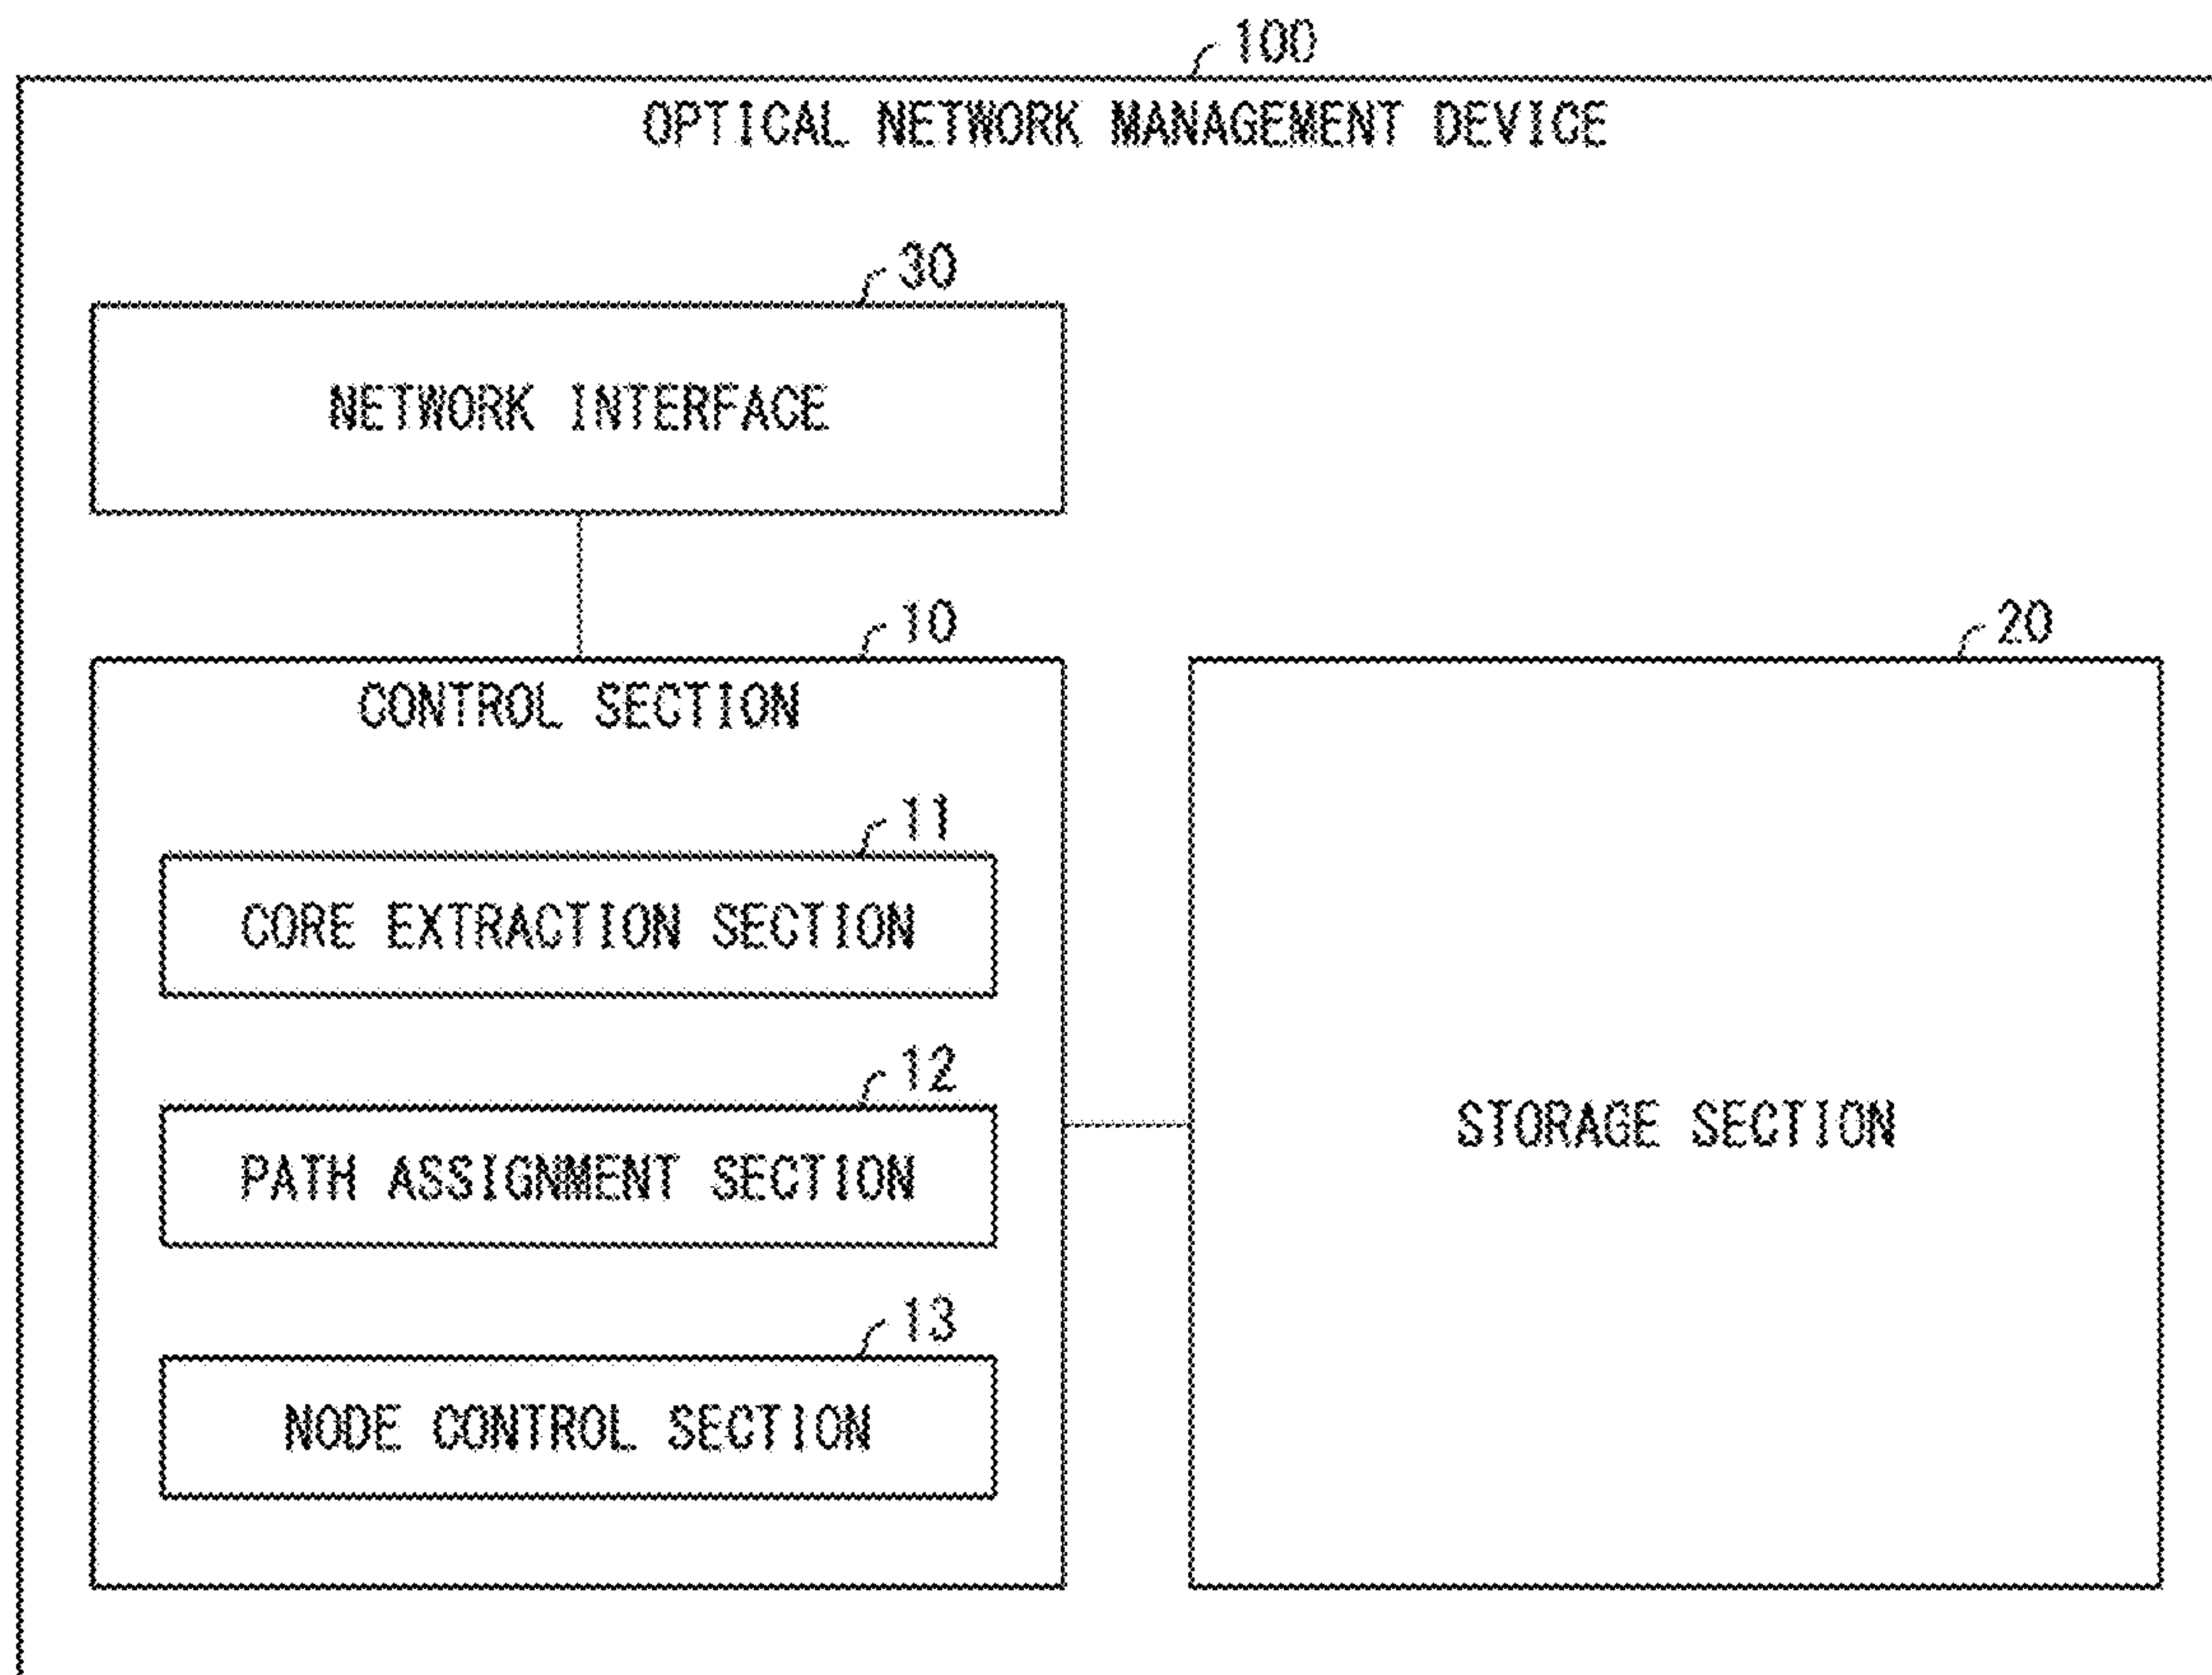 100
OPTICAL NETWORK MANAGEMENT DEVICE
30
NETWORK INTERFACE
10
CONTROL SECTION
11
CORE EXTRACTION SECTION
12
PATH ASSIGNMENT SECTION
13
NODE CONTROL SECTION
20
STORAGE SECTION